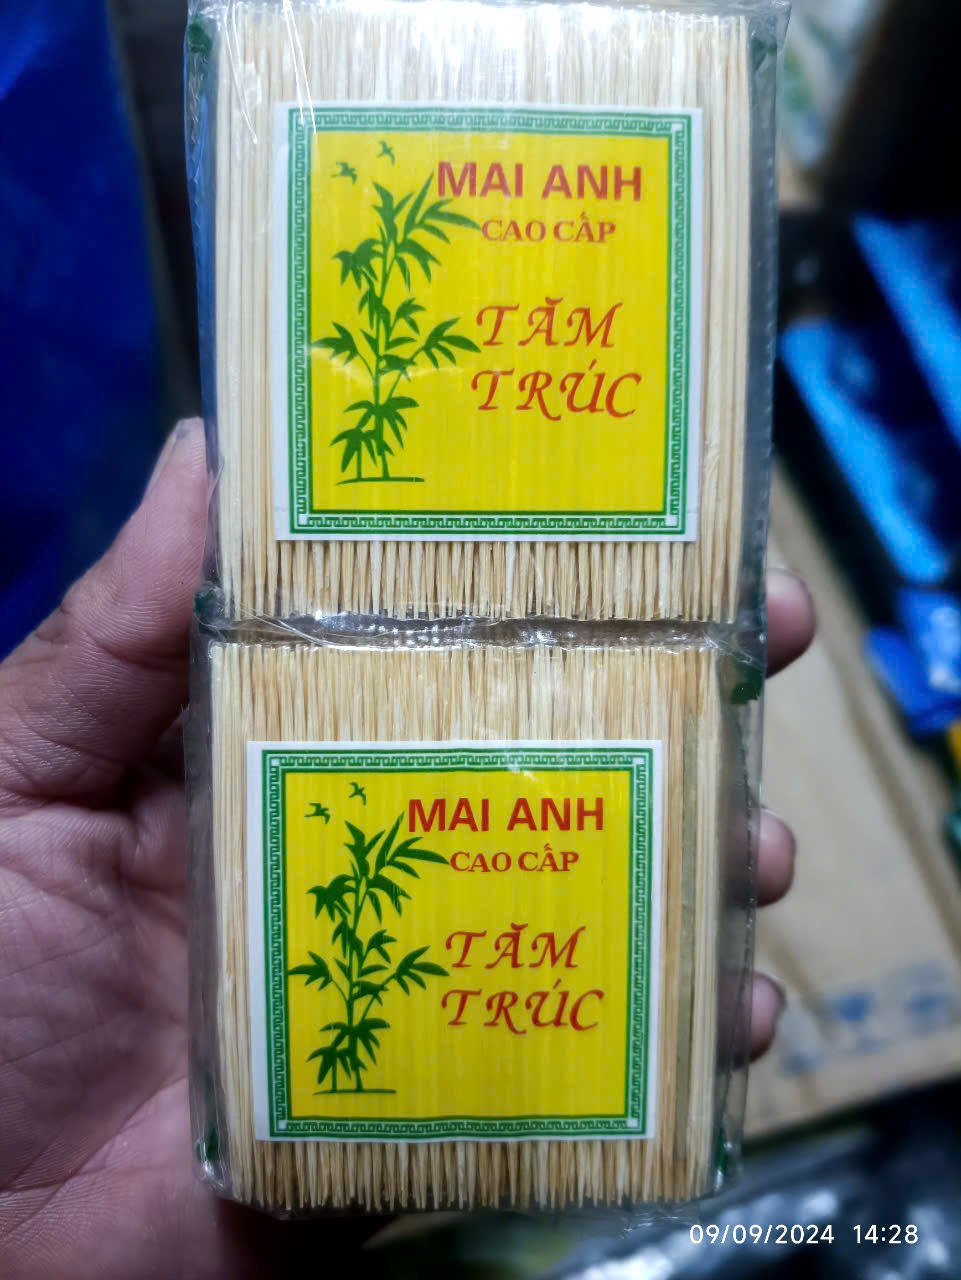 MAI ANH
CAO CẤP
TĂM
TRÚC
MAI ANH
CAO CẤP
TĂM
TRÚC
09/09/2024 14:28